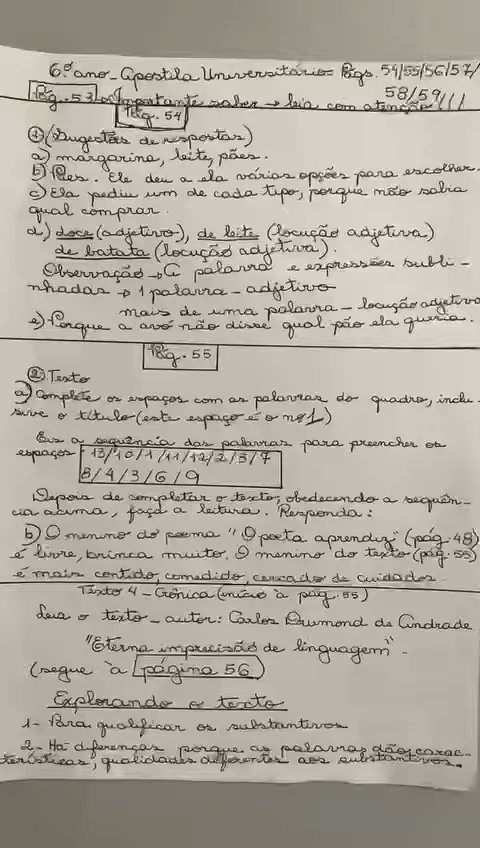 6.º ano - Apostila Universitário - Págs. 54/55/56/57/
58/59
Pág. 53 → Importante saber → leia com atenção!!!
Pág. 54
① (Sugestões de respostas)
a) margarina, leite, pães.
b) Pães. Ele deu a ela várias opções para escolher.
c) Ela pediu um de cada tipo, porque não sabia
qual comprar.
d) doce (adjetivo), de leite (locução adjetiva)
de batata (locução adjetiva).
Observação → A palavra e expressões subli-
nhadas → 1 palavra - adjetivo
mais de uma palavra - locução adjetiva
e) Porque a avó não disse qual pão ela queria.
Pág. 55
② Texto
a) Complete os espaços com as palavras do quadro, inclu-
sive o título (este espaço é o nº 1)
Eis a sequência das palavras para preencher os
espaços - 13/10/1/11/12/2/5/7
8/4/3/6/9
Depois de completar o texto, obedecendo a sequên-
cia acima, faça a leitura. Responda:
b) O menino do poema "O poeta aprendiz" (pág. 48)
é livre, brinca muito. O menino do texto (pág. 55)
é mais contido, comedido, cercado de cuidados.
Texto 4 - Crônica (início à pág. 55)
Leia o texto - autor: Carlos Drumond de Andrade
"Eterna imprecisão de linguagem" -
(segue à página 56)
Explorando o texto
1- Para qualificar os substantivos
2- Há diferenças porque as palavras dão carac-
terísticas, qualidades diferentes aos substantivos.